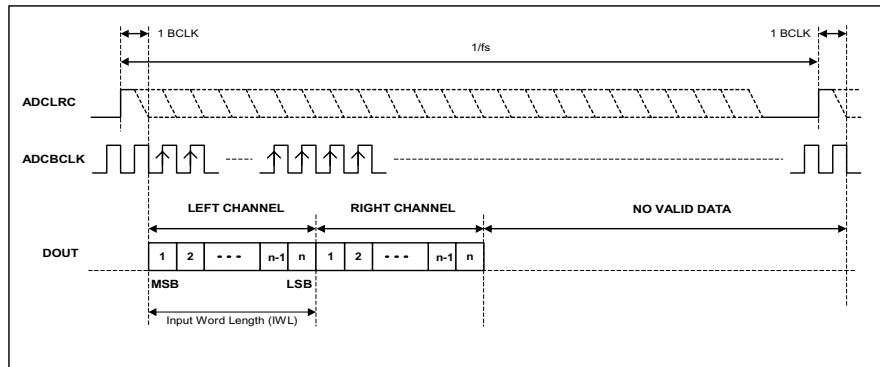 1 BCLK 1 BCLK
1/fs
ADCLRC
ADCBCLK
LEFT CHANNEL RIGHT CHANNEL NO VALID DATA
DOUT 1 2 n-1 n 1 2 n-1 n
MSB LSB
Input Word Length (IWL)